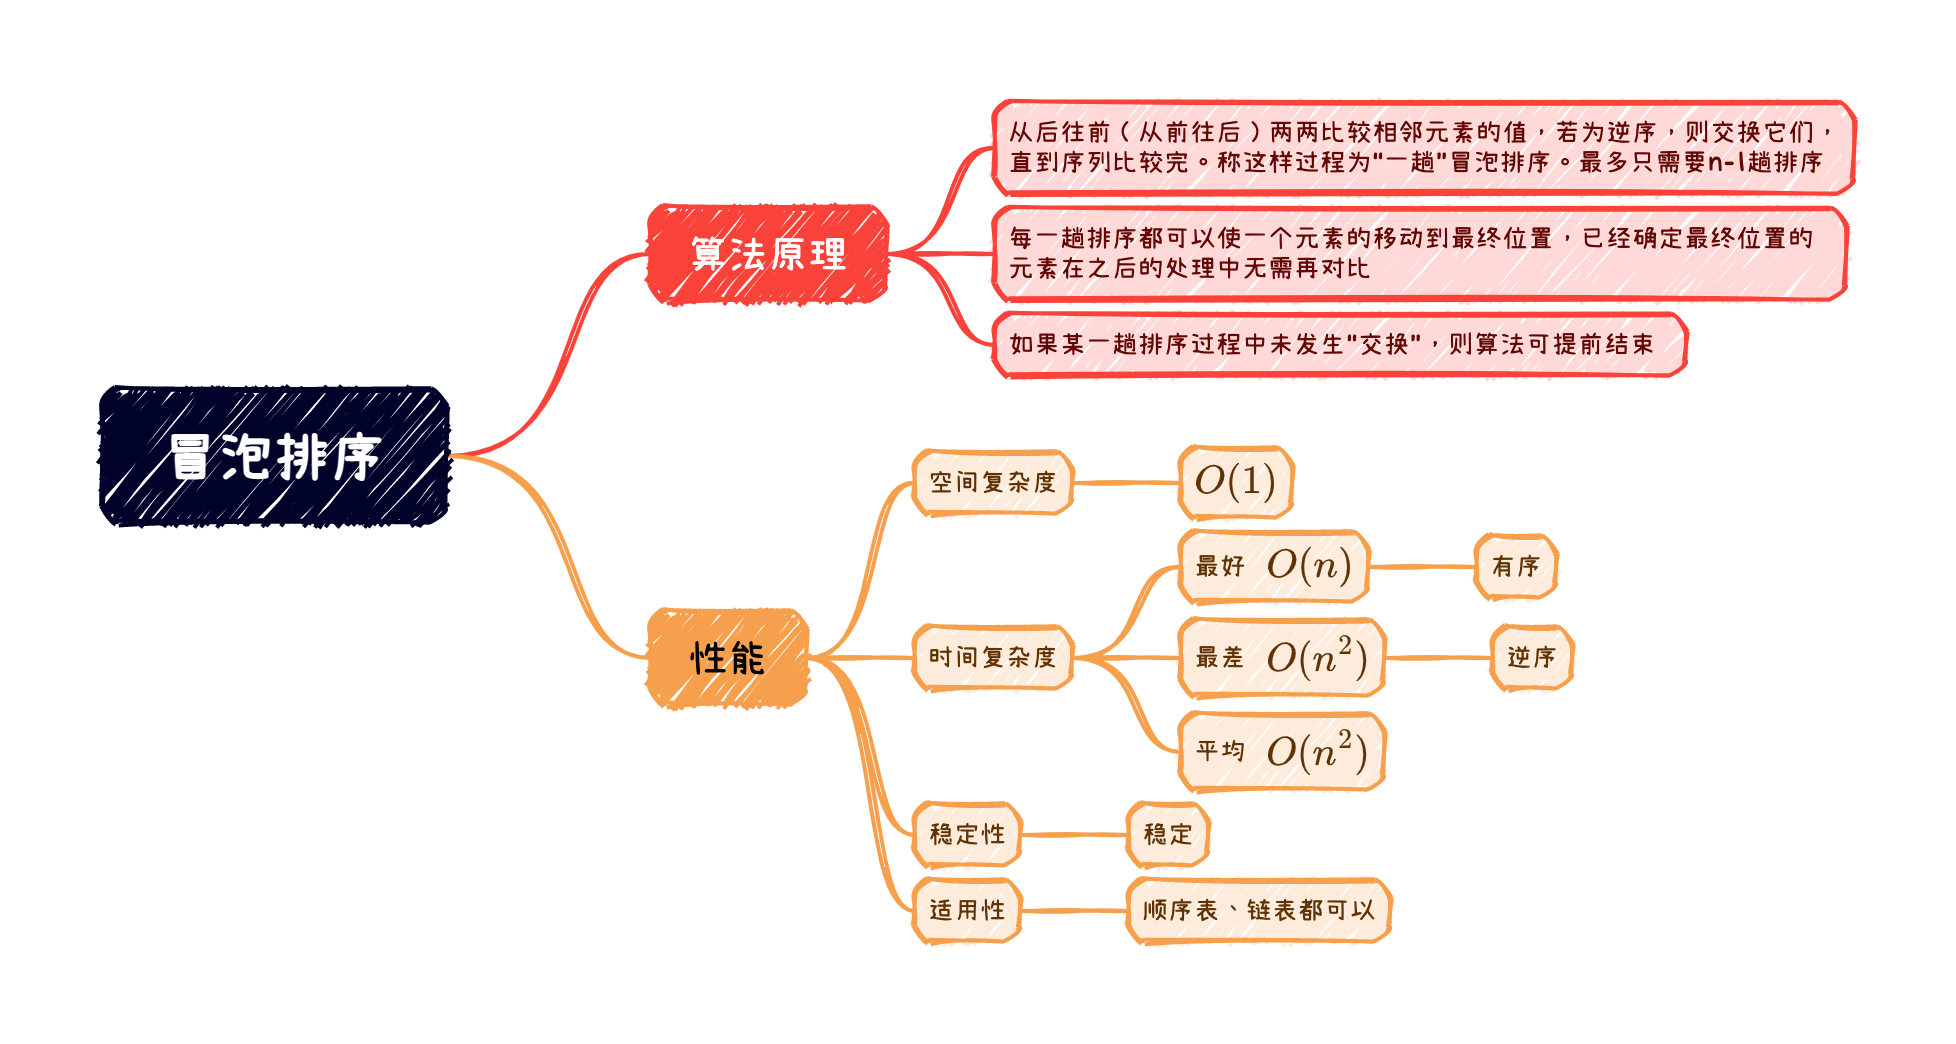 冒泡排序
算法原理
从后往前（从前往后）两两比较相邻元素的值，若为逆序，则交换它们，
直到序列比较完。称这样过程为"一趟"冒泡排序。最多只需要n-1趟排序
每一趟排序都可以使一个元素的移动到最终位置，已经确定最终位置的
元素在之后的处理中无需再对比
如果某一趟排序过程中未发生"交换"，则算法可提前结束
性能
空间复杂度
O(1)
时间复杂度
最好 O(n)
有序
最差 O(n²)
逆序
平均 O(n²)
稳定性
稳定
适用性
顺序表、链表都可以